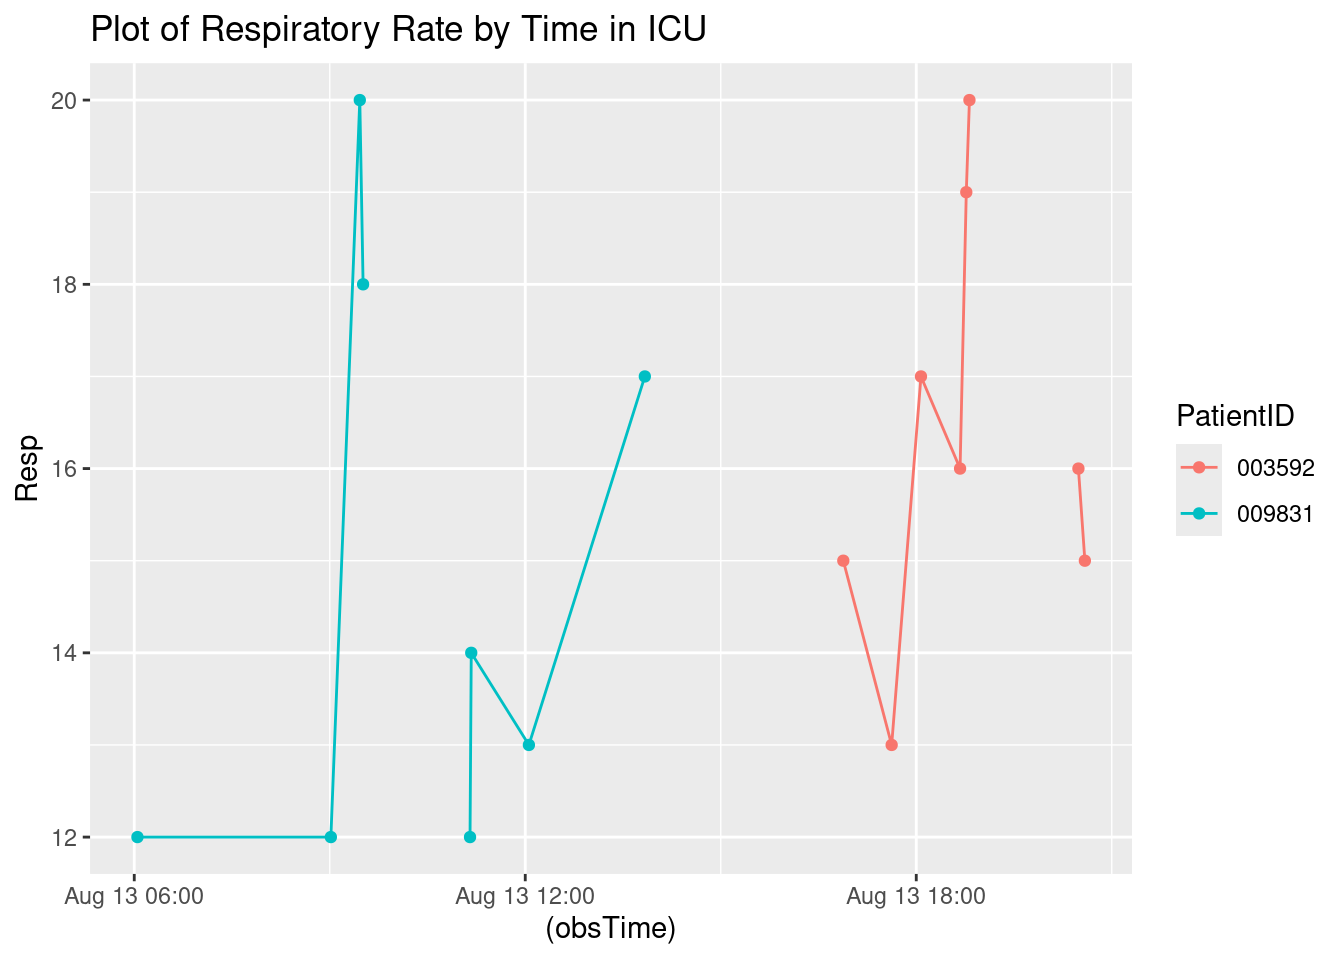 Plot of Respiratory Rate by Time in ICU
20
18
16
14
12
Resp
Aug 13 06:00
Aug 13 12:00
Aug 13 18:00
(obsTime)
PatientID
003592
009831